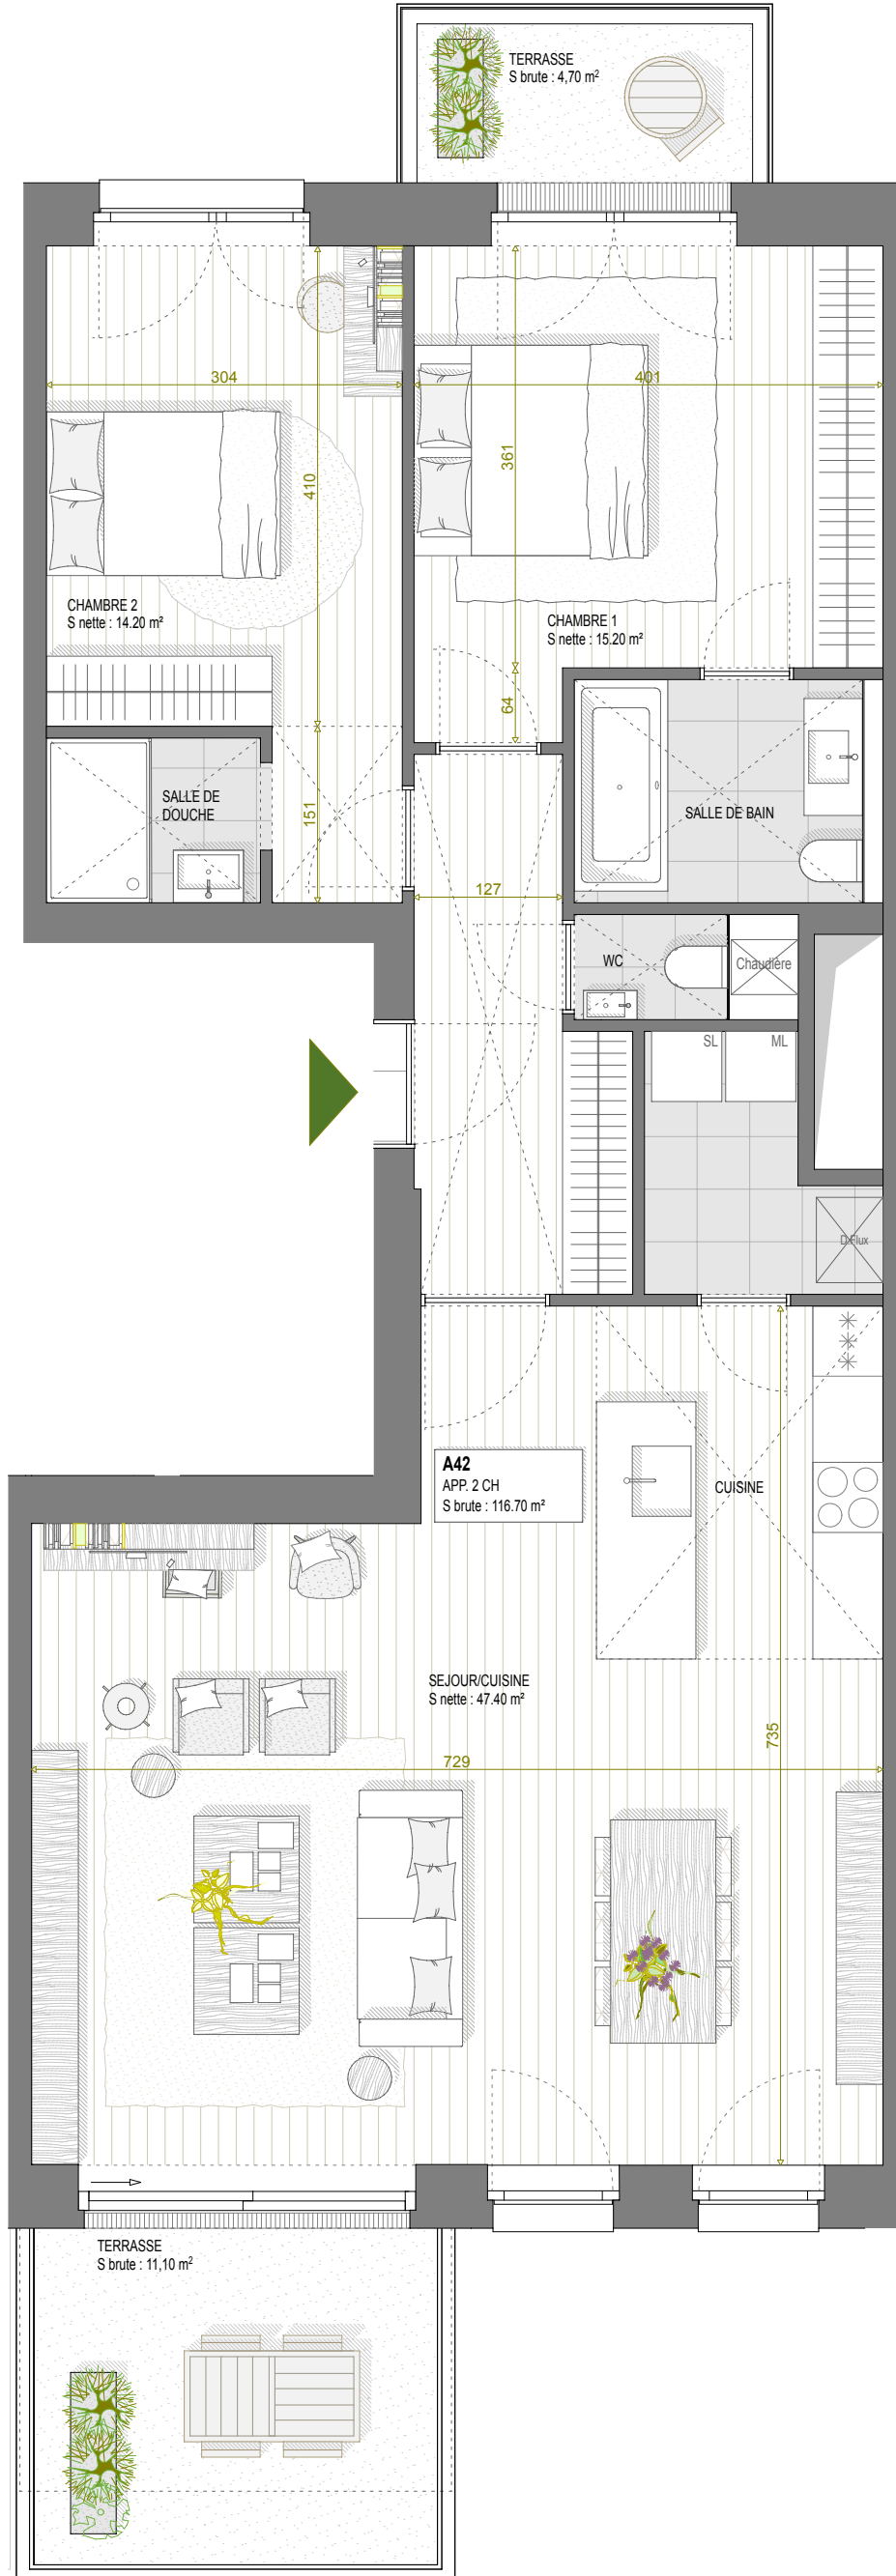 TERRASSE
S brute : 4,70 m²
304
401
410
361
CHAMBRE 2
S nette : 14.20 m²
CHAMBRE 1
S nette : 15.20 m²
64
SALLE DE
DOUCHE
151
SALLE DE BAIN
127
WC
Chaudière
SL
ML
D.Flux
A42
APP. 2 CH
S brute : 116.70 m²
CUISINE
SEJOUR/CUISINE
S nette : 47.40 m²
735
729
TERRASSE
S brute : 11,10 m²